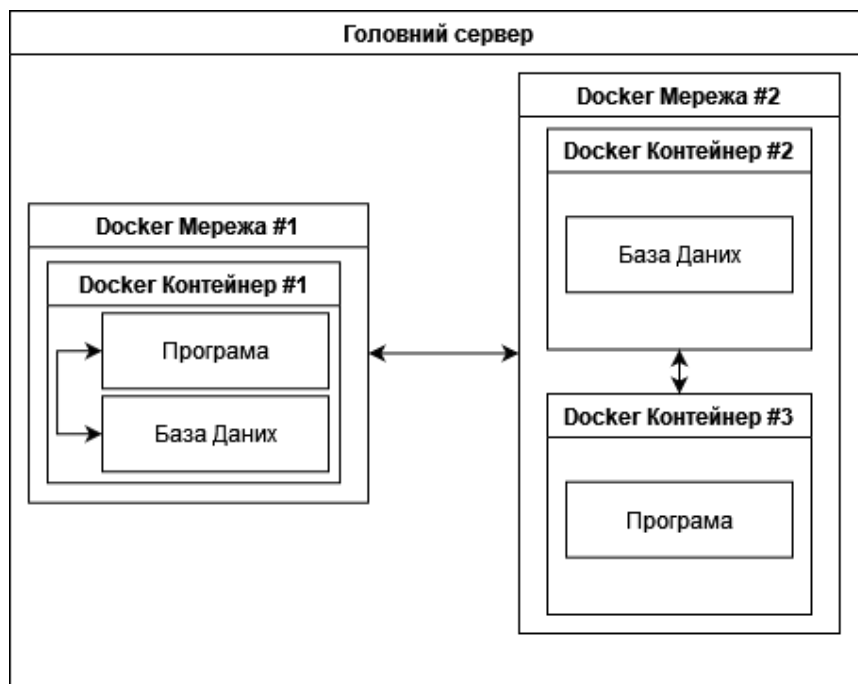 Головний сервер
Docker Мережа #1
Docker Контейнер #1
Програма
База Даних
Docker Мережа #2
Docker Контейнер #2
База Даних
Docker Контейнер #3
Програма